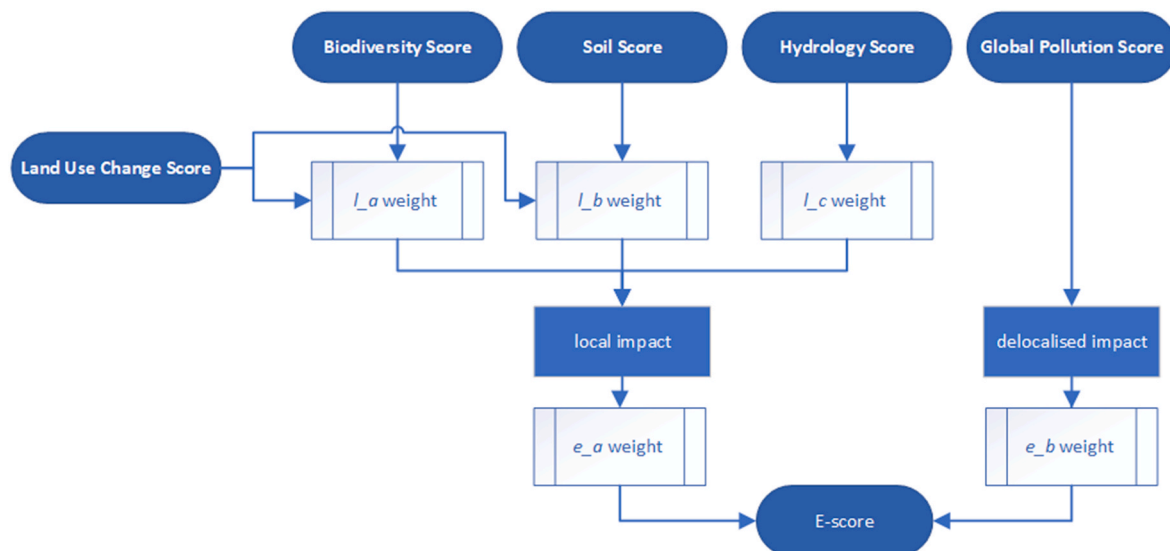 Biodiversity Score
Soil Score
Hydrology Score
Global Pollution Score
Land Use Change Score
l_a weight
l_b weight
l_c weight
local impact
delocalised impact
e_a weight
e_b weight
E-score